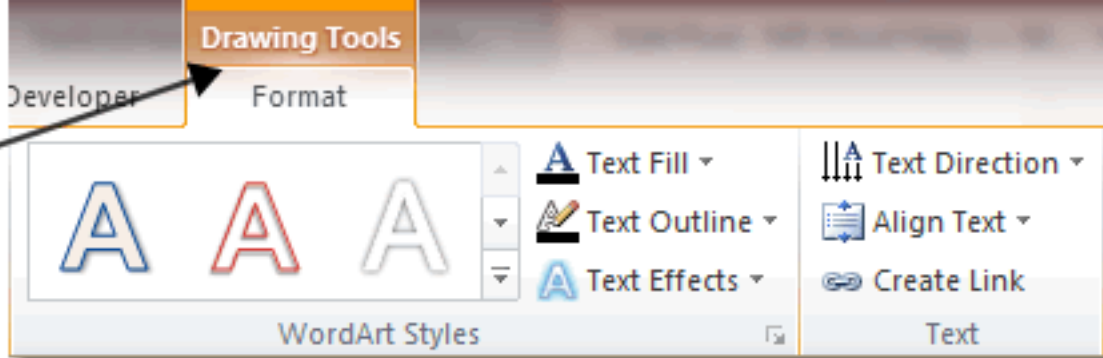 Drawing Tools
Developer Format
A A A
Text Fill
Text Outline
Text Effects
WordArt Styles
Text Direction
Align Text
Create Link
Text